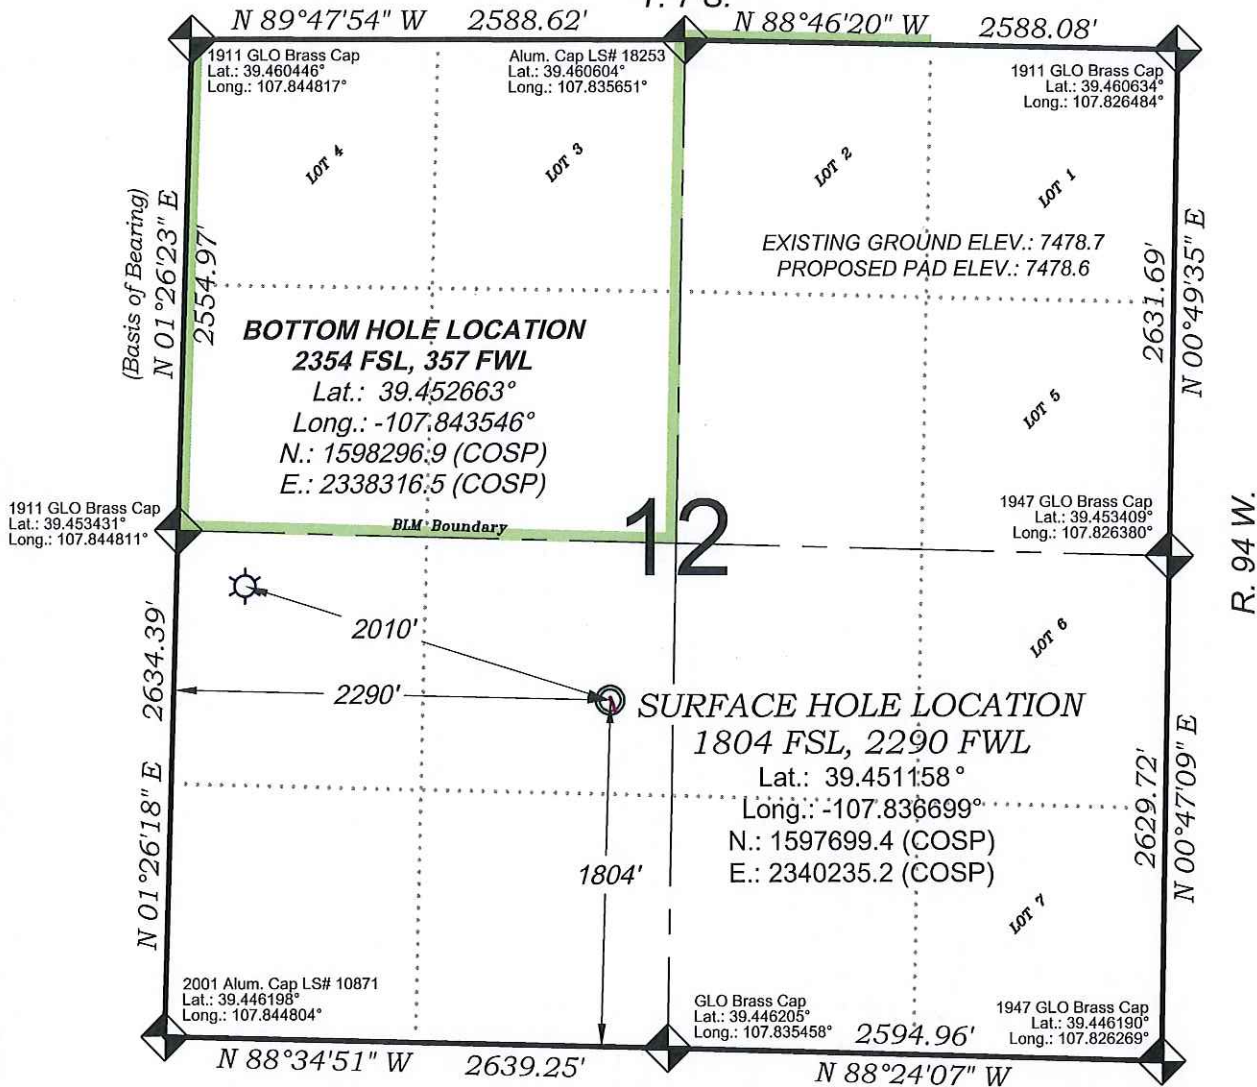 N 89°47'54" W 2588.62' N 88°46'20" W 2588.08'
1911 GLO Brass Cap
Lat.: 39.460446°
Long.: 107.844817°
Alum. Cap LS# 18253
Lat.: 39.460604°
Long.: 107.835651°
1911 GLO Brass Cap
Lat.: 39.460634°
Long.: 107.826484°
LOT 4
LOT 3
LOT 2
LOT 1
(Basis of Bearing)
N 01°26'23" E
2554.97'
EXISTING GROUND ELEV.: 7478.7
PROPOSED PAD ELEV.: 7478.6
2631.69'
N 00°49'35" E
BOTTOM HOLE LOCATION
2354 FSL, 357 FWL
Lat.: 39.452663°
Long.: -107.843546°
N.: 1598296.9 (COSP)
E.: 2338316.5 (COSP)
LOT 5
1911 GLO Brass Cap
Lat.: 39.453431°
Long.: 107.844811°
BLM Boundary
12
1947 GLO Brass Cap
Lat.: 39.453409°
Long.: 107.826380°
R. 94 W.
2010'
LOT 6
2634.39'
N 01°26'18" E
2290'
SURFACE HOLE LOCATION
1804 FSL, 2290 FWL
Lat.: 39.451158°
Long.: -107.836699°
N.: 1597699.4 (COSP)
E.: 2340235.2 (COSP)
2629.72'
N 00°47'09" E
1804'
LOT 7
2001 Alum. Cap LS# 10871
Lat.: 39.446198°
Long.: 107.844804°
GLO Brass Cap
Lat.: 39.446205°
Long.: 107.835458°
1947 GLO Brass Cap
Lat.: 39.446190°
Long.: 107.826269°
N 88°34'51" W 2639.25'
2594.96'
N 88°24'07" W